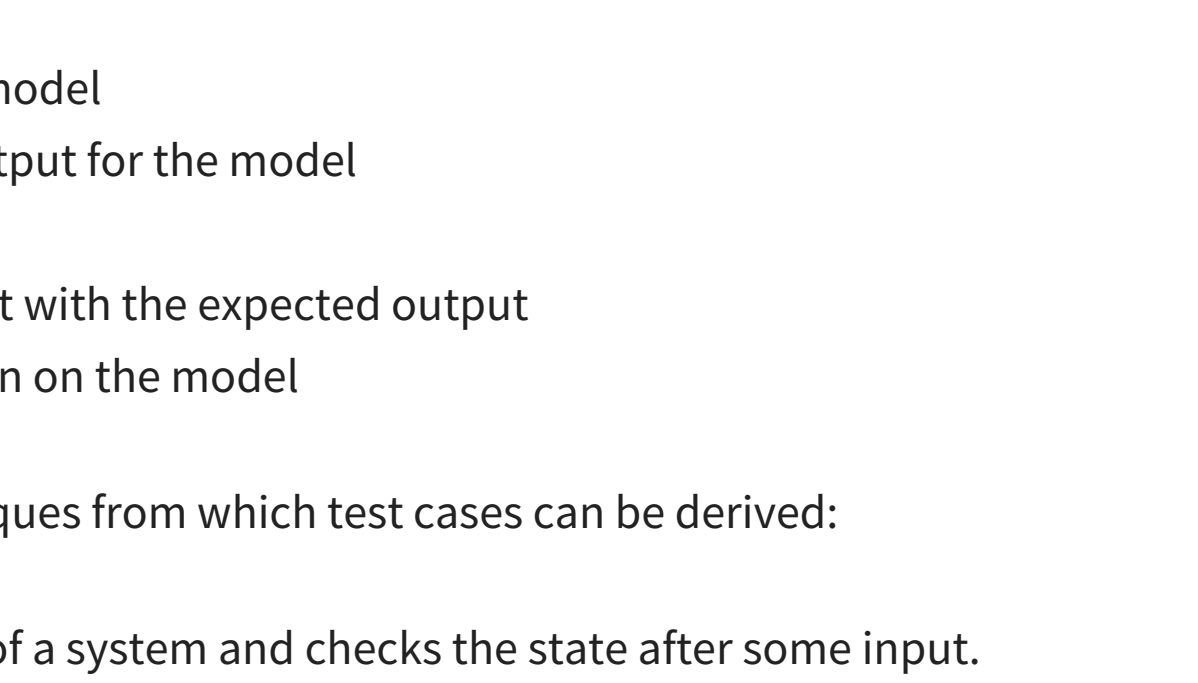 model
tput for the model
t with the expected output
n on the model
ques from which test cases can be derived:
of a system and checks the state after some input.